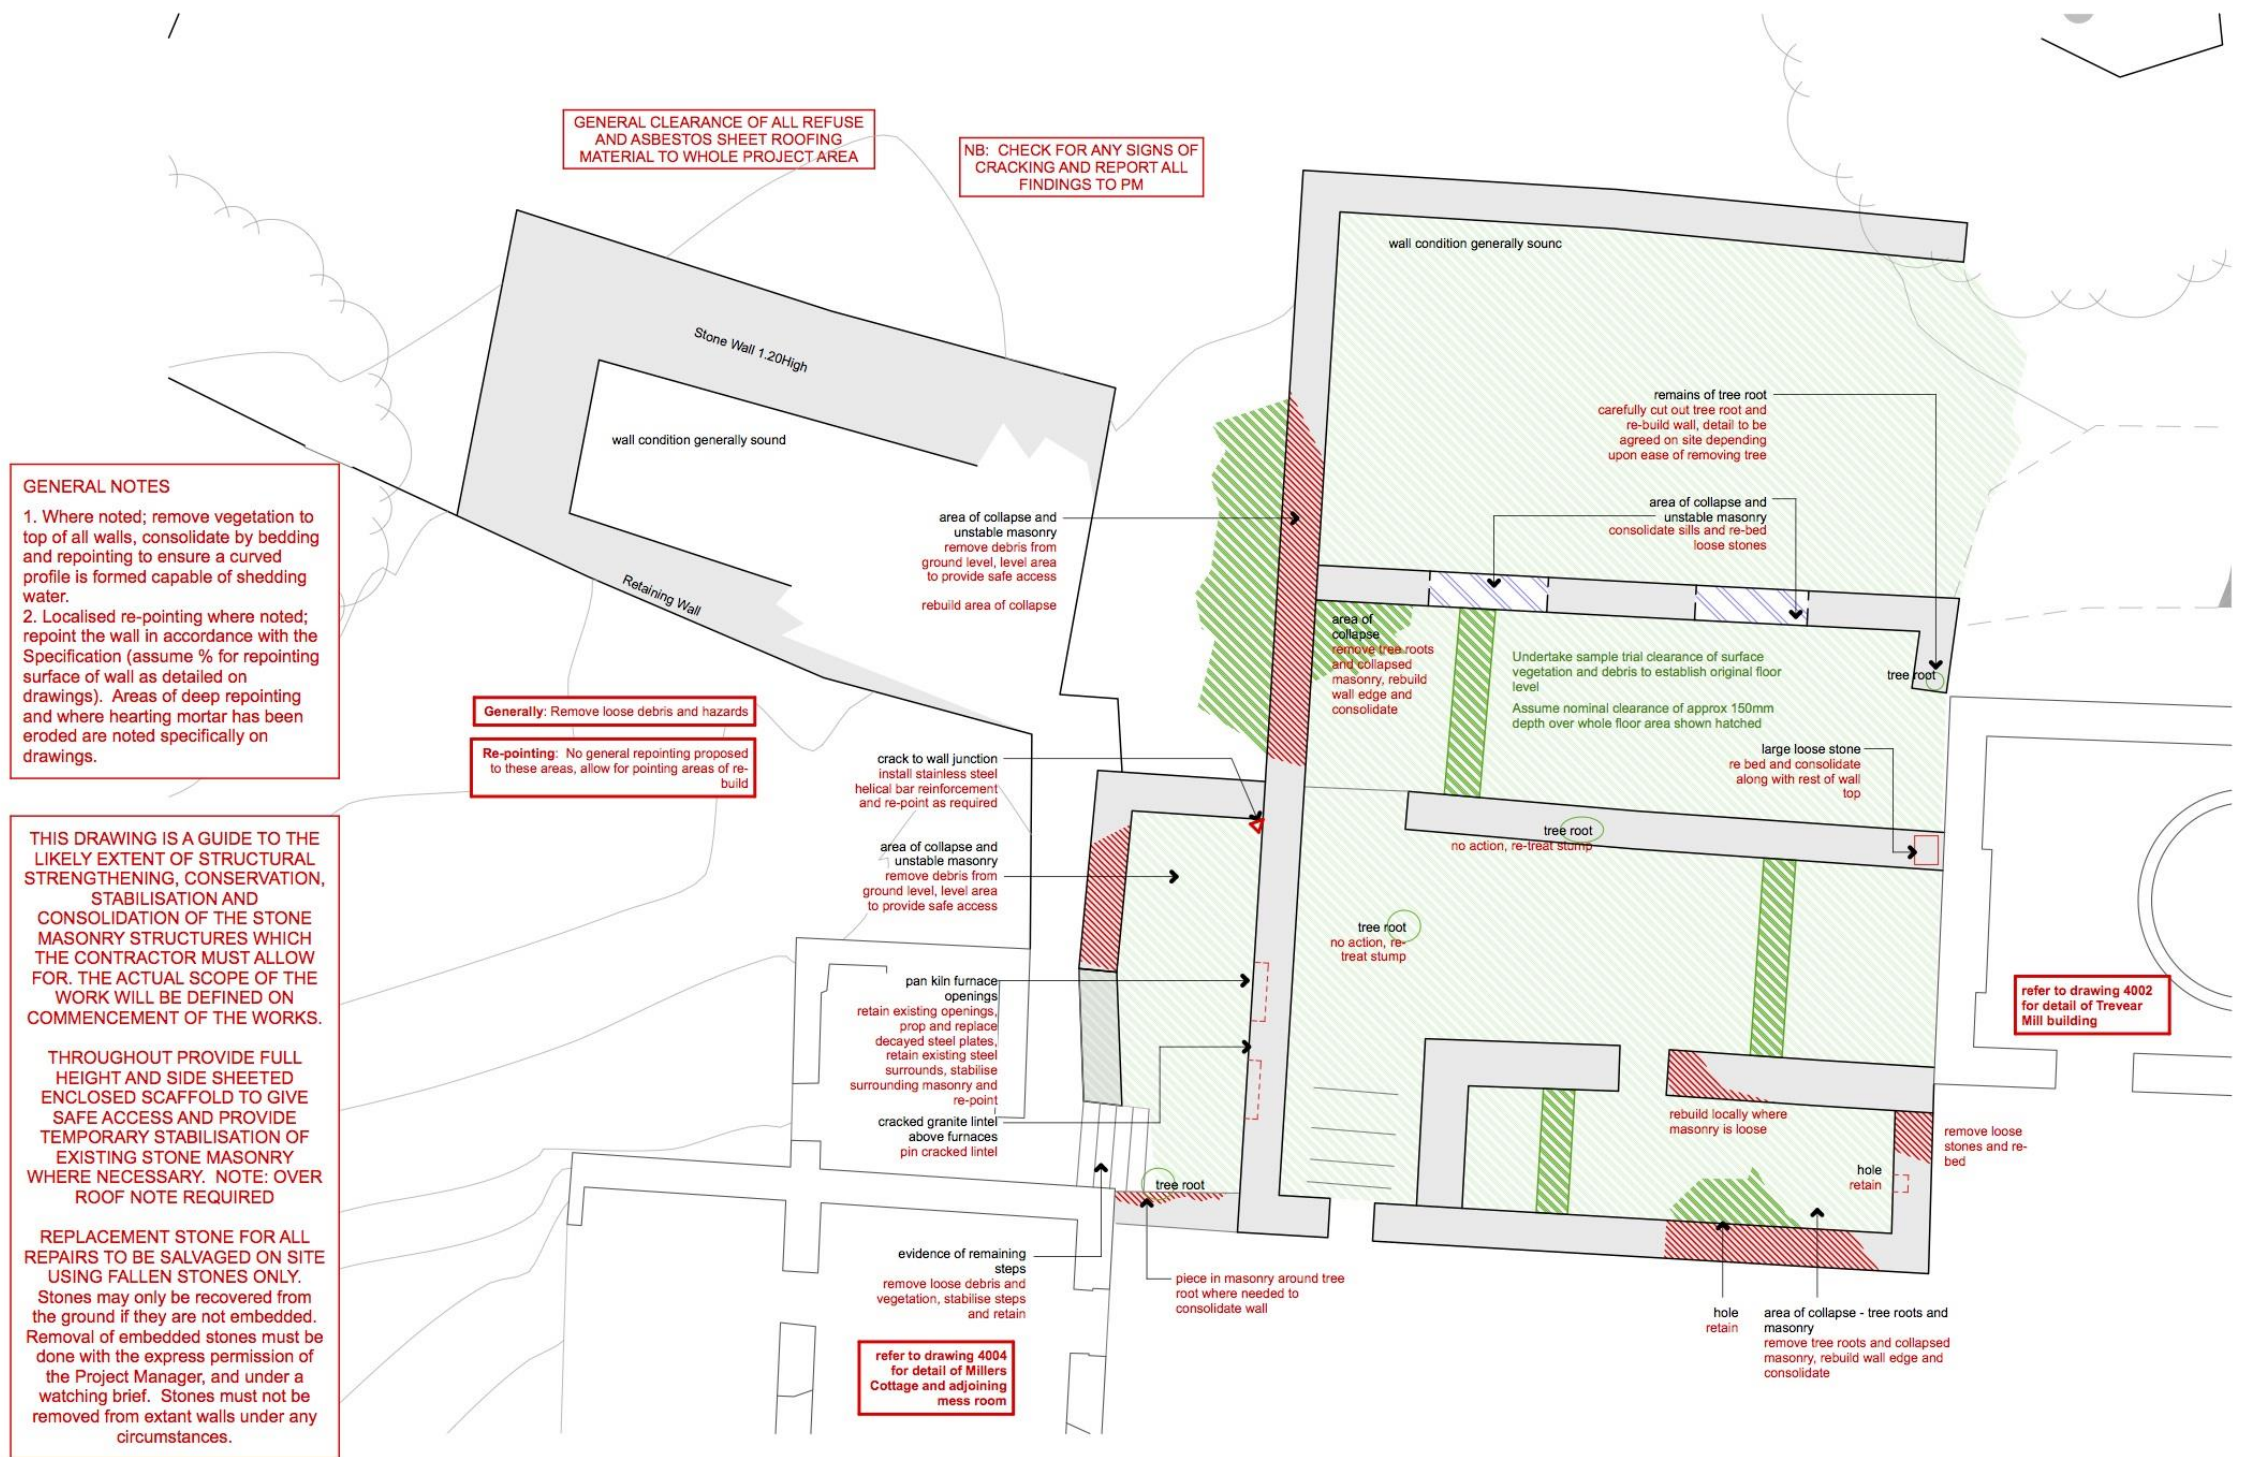 GENERAL CLEARANCE OF ALL REFUSE
AND ASBESTOS SHEET ROOFING
MATERIAL TO WHOLE PROJECT AREA
NB: CHECK FOR ANY SIGNS OF
CRACKING AND REPORT ALL
FINDINGS TO PM
wall condition generally sounc
Stone Wall 1.20High
wall condition generally sound
Retaining Wall
GENERAL NOTES
1. Where noted; remove vegetation to
top of all walls, consolidate by bedding
and repointing to ensure a curved
profile is formed capable of shedding
water.
2. Localised re-pointing where noted;
repoint the wall in accordance with the
Specification (assume % for repointing
surface of wall as detailed on
drawings). Areas of deep repointing
and where hearting mortar has been
eroded are noted specifically on
drawings.
THIS DRAWING IS A GUIDE TO THE
LIKELY EXTENT OF STRUCTURAL
STRENGTHENING, CONSERVATION,
STABILISATION AND
CONSOLIDATION OF THE STONE
MASONRY STRUCTURES WHICH
THE CONTRACTOR MUST ALLOW
FOR. THE ACTUAL SCOPE OF THE
WORK WILL BE DEFINED ON
COMMENCEMENT OF THE WORKS.
THROUGHOUT PROVIDE FULL
HEIGHT AND SIDE SHEETED
ENCLOSED SCAFFOLD TO GIVE
SAFE ACCESS AND PROVIDE
TEMPORARY STABILISATION OF
EXISTING STONE MASONRY
WHERE NECESSARY. NOTE: OVER
ROOF NOTE REQUIRED
REPLACEMENT STONE FOR ALL
REPAIRS TO BE SALVAGED ON SITE
USING FALLEN STONES ONLY.
Stones may only be recovered from
the ground if they are not embedded.
Removal of embedded stones must be
done with the express permission of
the Project Manager, and under a
watching brief. Stones must not be
removed from extant walls under any
circumstances.
Generally: Remove loose debris and hazards
Re-pointing: No general repointing proposed
to these areas, allow for pointing areas of re-
build
area of collapse and
unstable masonry
remove debris from
ground level, level area
to provide safe access
rebuild area of collapse
crack to wall junction
install stainless steel
helical bar reinforcement
and re-point as required
area of collapse and
unstable masonry
remove debris from
ground level, level area
to provide safe access
pan kiln furnace
openings
retain existing openings,
prop and replace
decayed steel plates,
retain existing steel
surrounds, stabilise
surrounding masonry and
re-point
cracked granite lintel
above furnaces
pin cracked lintel
evidence of remaining
steps
remove loose debris and
vegetation, stabilise steps
and retain
refer to drawing 4004
for detail of Millers
Cottage and adjoining
mess room
tree root
piece in masonry around tree
root where needed to
consolidate wall
remains of tree root
carefully cut out tree root and
re-build wall, detail to be
agreed on site depending
upon ease of removing tree
area of collapse and
unstable masonry
consolidate sills and re-bed
loose stones
area of
collapse
remove tree roots
and collapsed
masonry, rebuild
wall edge and
consolidate
Undertake sample trial clearance of surface
vegetation and debris to establish original floor
level
Assume nominal clearance of approx 150mm
depth over whole floor area shown hatched
tree root
large loose stone
re bed and consolidate
along with rest of wall
top
tree root
no action, re-treat stump
tree root
no action, re-
treat stump
refer to drawing 4002
for detail of Trevear
Mill building
rebuild locally where
masonry is loose
remove loose
stones and re-
bed
hole
retain
hole
retain
area of collapse - tree roots and
masonry
remove tree roots and collapsed
masonry, rebuild wall edge and
consolidate